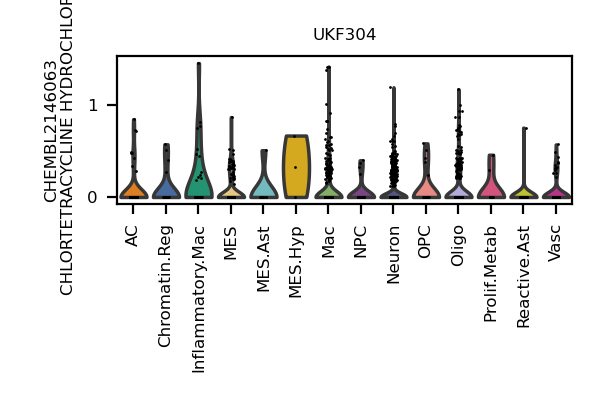 UKF304
CHEMBL2146063
CHLORTETRACYCLINE HYDROCHLOR
1
0
AC
Chromatin.Reg
Inflammatory.Mac
MES
MES.Ast
MES.Hyp
Mac
NPC
Neuron
OPC
Oligo
Prolif.Metab
Reactive.Ast
Vasc